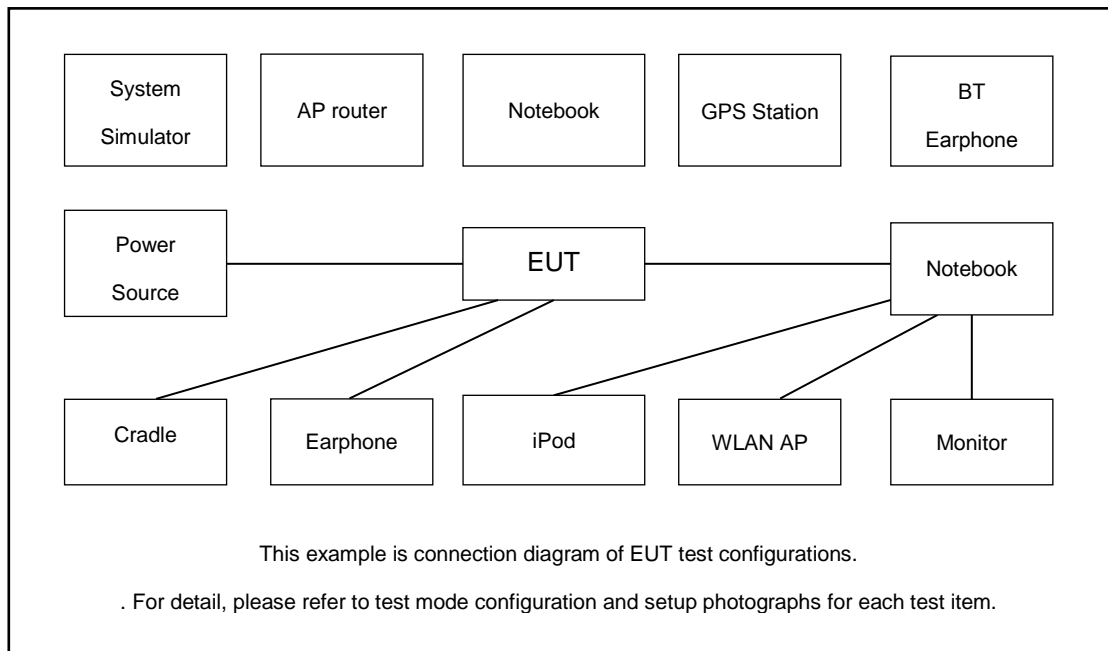 System
Simulator
AP router
Notebook
GPS Station
BT
Earphone
Power
Source
EUT
Notebook
Cradle
Earphone
iPod
WLAN AP
Monitor
This example is connection diagram of EUT test configurations.
. For detail, please refer to test mode configuration and setup photographs for each test item.